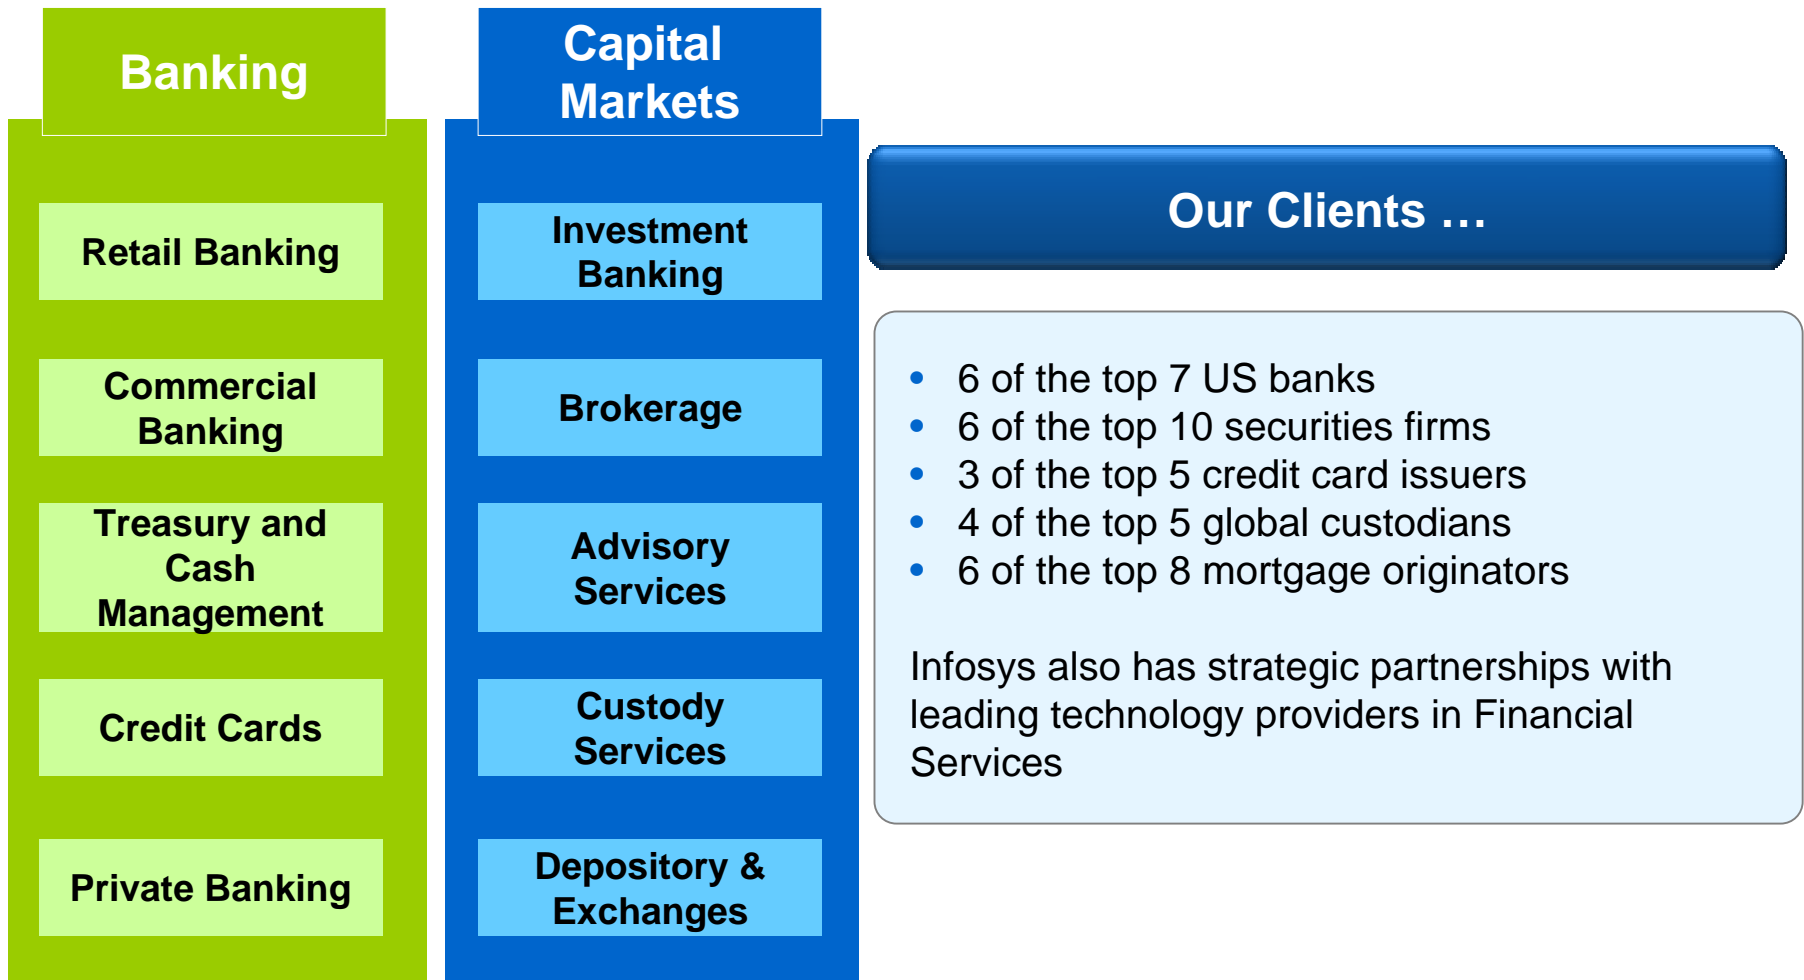 Banking
Retail Banking
Commercial
Banking
Treasury and
Cash
Management
Credit Cards
Private Banking
Capital
Markets
Investment
Banking
Brokerage
Advisory
Services
Custody
Services
Depository &
Exchanges
Our Clients …
• 6 of the top 7 US banks
• 6 of the top 10 securities firms
• 3 of the top 5 credit card issuers
• 4 of the top 5 global custodians
• 6 of the top 8 mortgage originators
Infosys also has strategic partnerships with
leading technology providers in Financial
Services